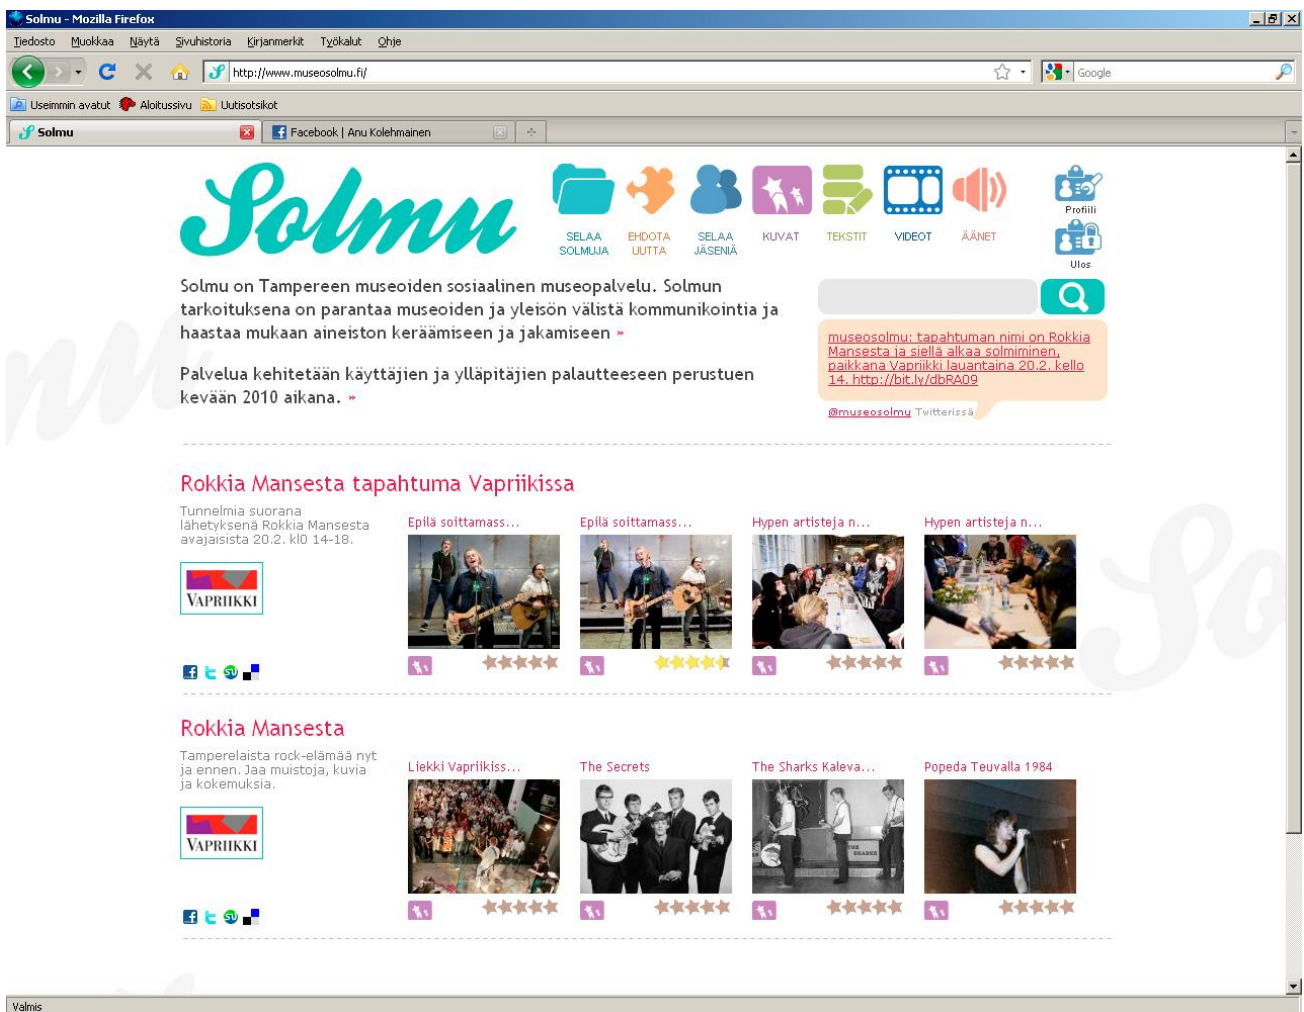 Solmu - Mozilla Firefox
Tiedosto Muokkaa Näytä Sivuhistoria Kirjanmerkit Työkalut Ohje
http://www.museosolmu.fi/
Google
Useimmin avatut Aloitussivu Uutisotsikot
Solmu
Facebook | Anu Kolehmainen
Solmu
SELAA SOLMUJA
EHDOTA UUTTA
SELAA JÄSENIÄ
KUVAT
TEKSTIT
VIDEOT
ÄÄNET
Profiili
Ulos
Solmu on Tampereen museoiden sosiaalinen museopalvelu. Solmun
tarkoituksena on parantaa museoiden ja yleisön välistä kommunikointia ja
haastaa mukaan aineiston keräämiseen ja jakamiseen »
Palvelua kehitetään käyttäjien ja ylläpitäjien palautteeseen perustuen
kevään 2010 aikana. »
museosolmu: tapahtuman nimi on Rokkia
Mansesta ja siellä alkaa solmiminen,
paikkana Vapriikki lauantaina 20.2. kello
14. http://bit.ly/dbRA09
@museosolmu Twitterissä
Rokkia Mansesta tapahtuma Vapriikissa
Tunnelmia suorana
lähetyksenä Rokkia Mansesta
avajaisista 20.2. kl0 14-18.
VAPRIIKKI
Epilä soittamass...
Epilä soittamass...
Hypen artisteja n...
Hypen artisteja n...
Rokkia Mansesta
Tamperelaista rock-elämää nyt
ja ennen. Jaa muistoja, kuvia
ja kokemuksia.
VAPRIIKKI
Liekki Vapriikiss...
The Secrets
The Sharks Kaleva...
Popeda Teuvalla 1984
THE
SHARKS
Valmis